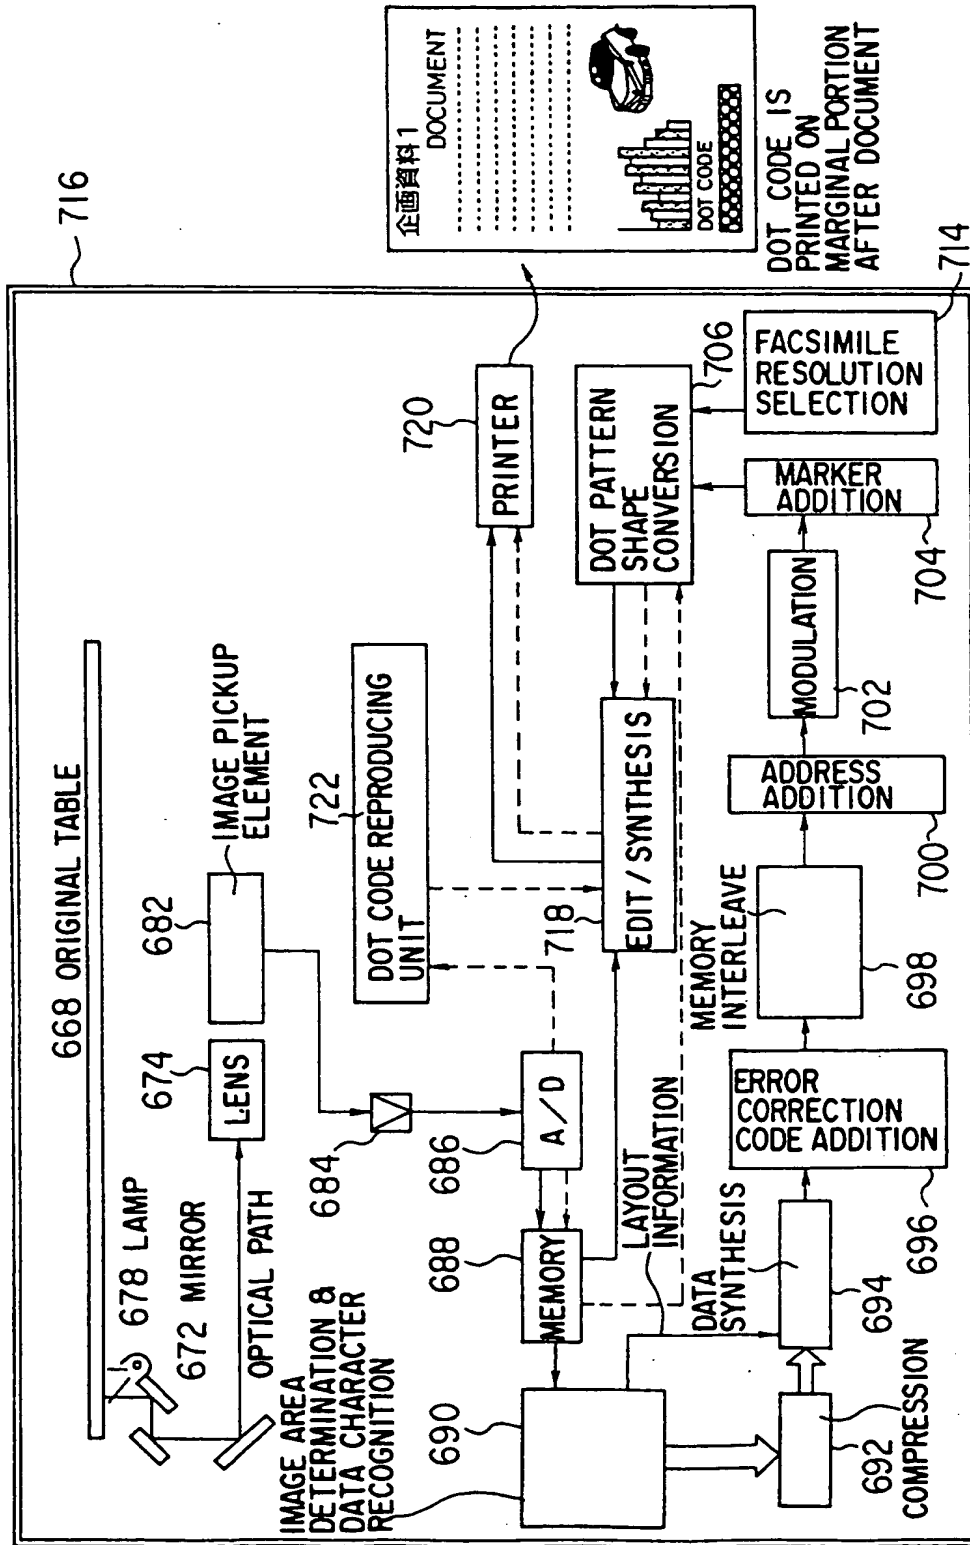 716
668 ORIGINAL TABLE
678 LAMP
672 MIRROR
OPTICAL PATH
674
LENS
682
IMAGE PICKUP
ELEMENT
684
722
DOT CODE REPRODUCING
UNIT
720
PRINTER
企画資料1
DOCUMENT
DOT CODE
DOT CODE IS
PRINTED ON
MARGINAL PORTION
AFTER DOCUMENT
IMAGE AREA
DETERMINATION &
DATA CHARACTER
RECOGNITION
690
688
MEMORY
686
A/D
LAYOUT
INFORMATION
718
EDIT / SYNTHESIS
DOT PATTERN
SHAPE
CONVERSION
706
FACSIMILE
RESOLUTION
SELECTION
714
692
COMPRESSION
DATA
SYNTHESIS
694
ERROR
CORRECTION
CODE ADDITION
696
MEMORY
INTERLEAVE
698
ADDRESS
ADDITION
700
MODULATION
702
MARKER
ADDITION
704